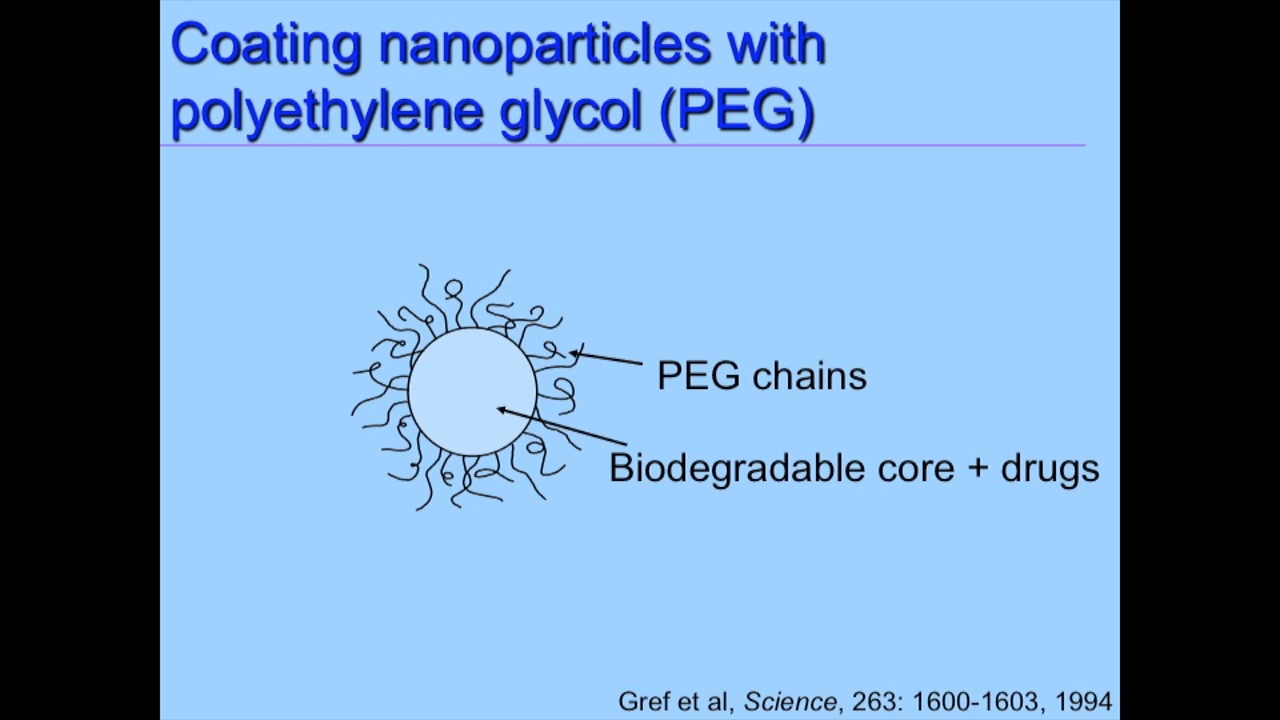 Coating nanoparticles with
polyethylene glycol (PEG)
PEG chains
Biodegradable core + drugs
Gref et al, Science, 263: 1600-1603, 1994